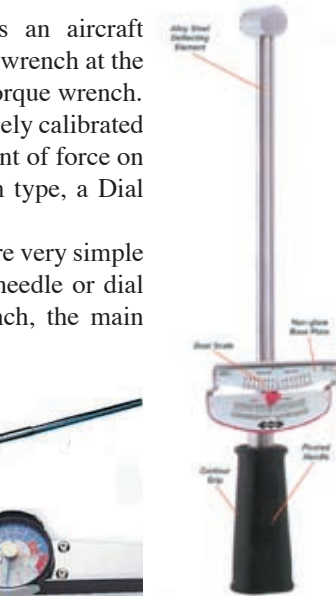 s an aircraft
wrench at the
orque wrench.
ely calibrated
nt of force on
n type, a Dial
re very simple
needle or dial
nch, the main
Alloy Steel
Deflecting
Element
Non-glare
Base Plate
Dual Scale
Pivoted
Handle
Contour
Grip